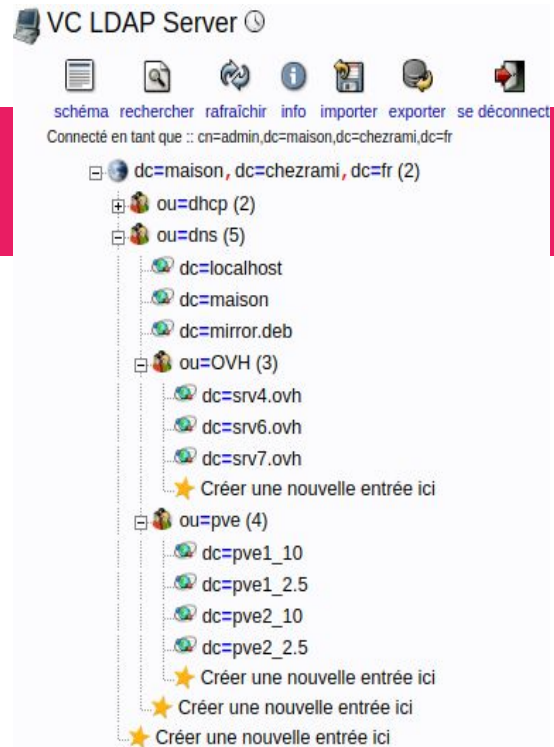 VC LDAP Server
schéma rechercher rafraîchir info importer exporter se déconnect
Connecté en tant que :: cn=admin,dc=maison,dc=chezrami,dc=fr
dc=maison, dc=chezrami, dc=fr (2)
ou=dhcp (2)
ou=dns (5)
dc=localhost
dc=maison
dc=mirror.deb
ou=OVH (3)
dc=srv4.ovh
dc=srv6.ovh
dc=srv7.ovh
Créer une nouvelle entrée ici
ou=pve (4)
dc=pve1_10
dc=pve1_2.5
dc=pve2_10
dc=pve2_2.5
Créer une nouvelle entrée ici
Créer une nouvelle entrée ici
Créer une nouvelle entrée ici